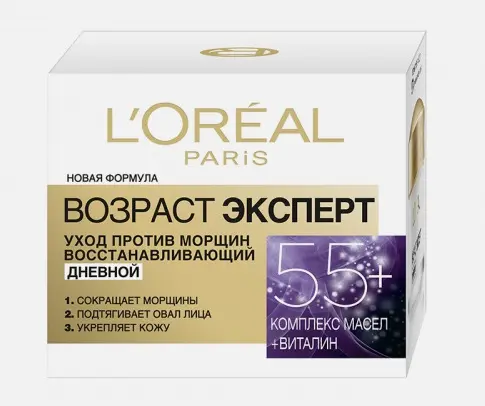 L'ORÉAL
PARIS
НОВАЯ ФОРМУЛА
ВОЗРАСТ ЭКСПЕРТ
УХОД ПРОТИВ МОРЩИН
ВОССТАНАВЛИВАЮЩИЙ
ДНЕВНОЙ
1. СОКРАЩАЕТ МОРЩИНЫ
2. ПОДТЯГИВАЕТ ОВАЛ ЛИЦА
3. УКРЕПЛЯЕТ КОЖУ
55+
КОМПЛЕКС МАСЕЛ
+ВИТАЛИН